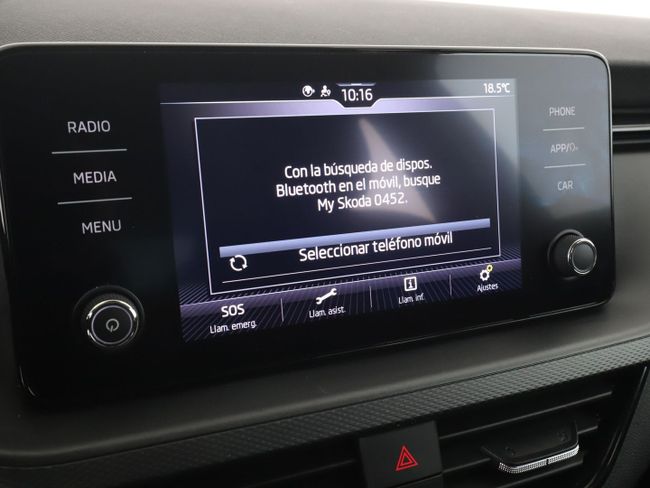 10:16
18.5°C
RADIO
MEDIA
MENU
PHONE
APP/
CAR
Con la búsqueda de dispos.
Bluetooth en el móvil, busque
My Skoda 0452.
Seleccionar teléfono móvil
SOS
Llam. emerg.
Llam. asist.
Llam. inf.
Ajustes